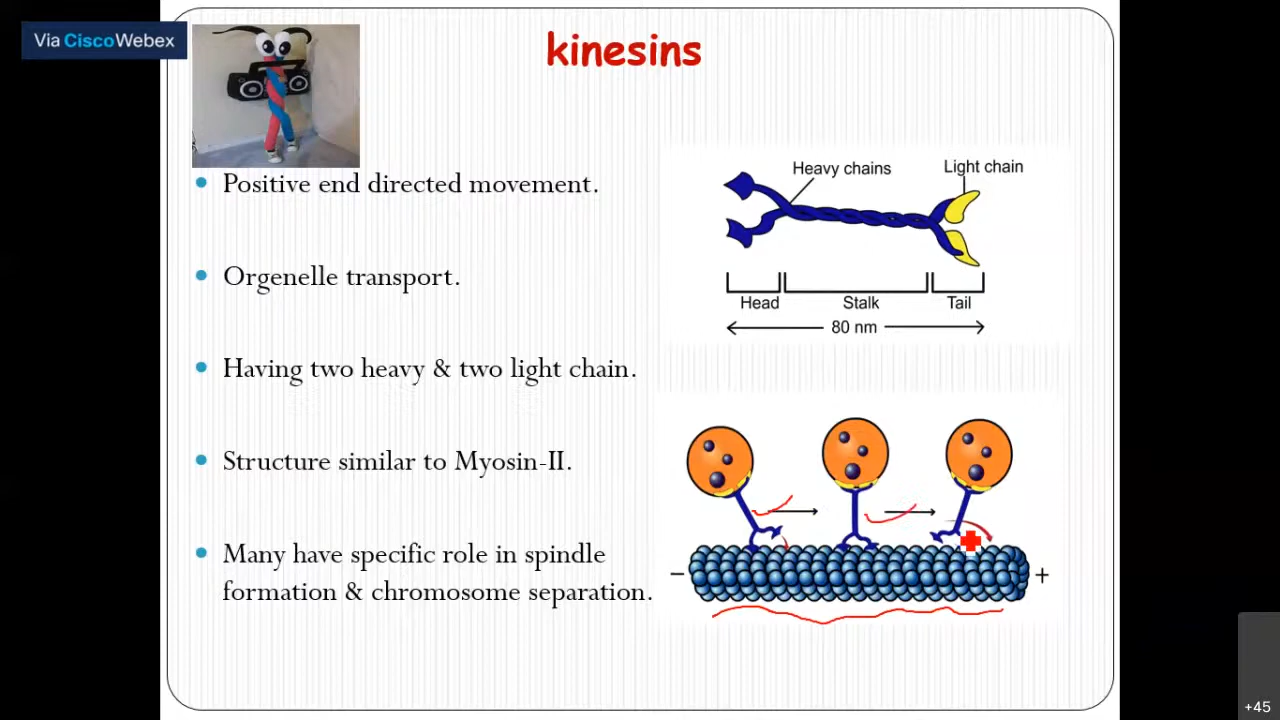 Via CiscoWebex
kinesins
Positive end directed movement.
Orgenelle transport.
Having two heavy & two light chain.
Structure similar to Myosin-II.
Many have specific role in spindle
formation & chromosome separation.
Heavy chains
Light chain
Head
Stalk
Tail
80 nm
−
+
+45